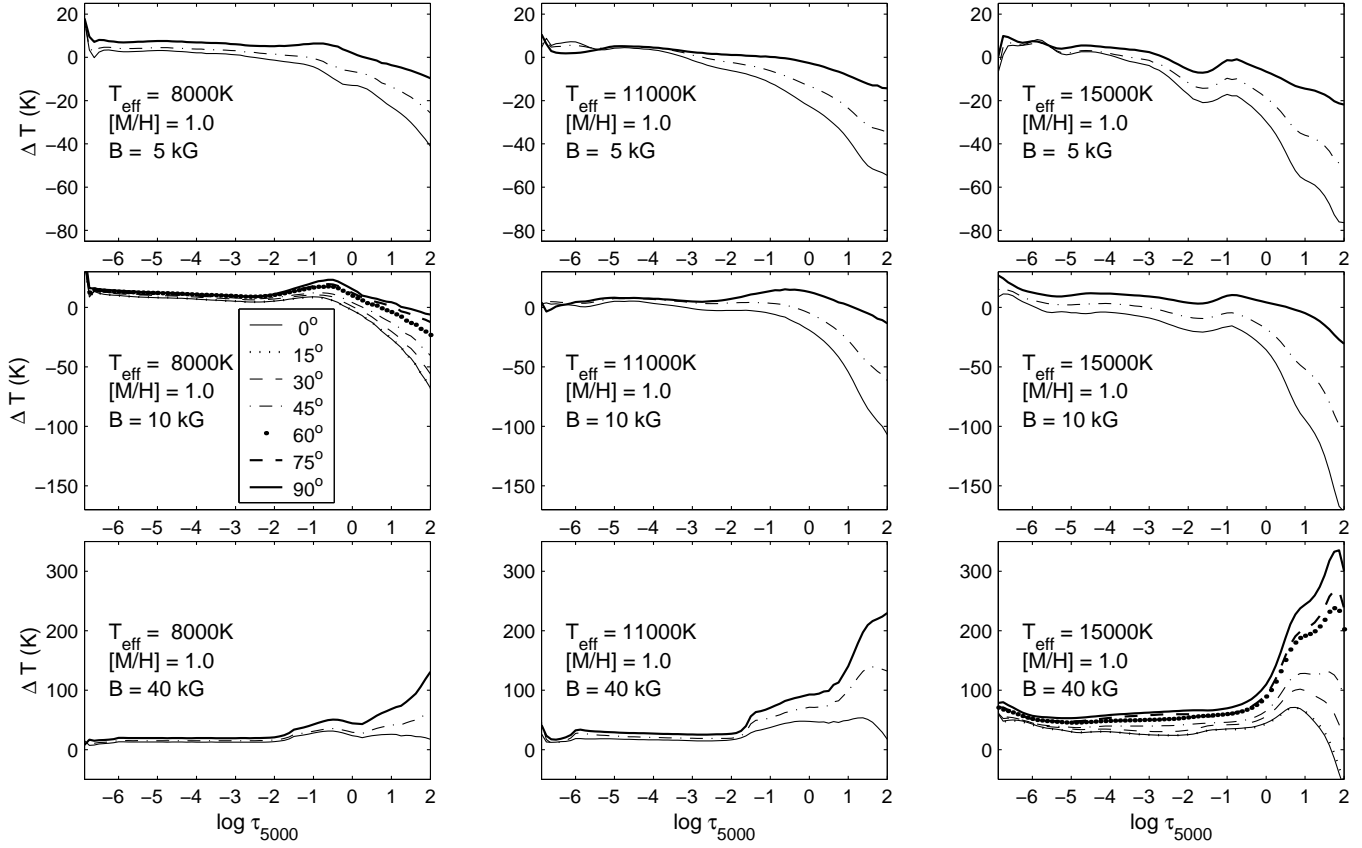 20
0
−20
−40
−60
−80
Δ T (K)
T_eff = 8000K
[M/H] = 1.0
B = 5 kG
−6 −5 −4 −3 −2 −1 0 1 2
20
0
−20
−40
−60
−80
T_eff = 11000K
[M/H] = 1.0
B = 5 kG
−6 −5 −4 −3 −2 −1 0 1 2
20
0
−20
−40
−60
−80
T_eff = 15000K
[M/H] = 1.0
B = 5 kG
−6 −5 −4 −3 −2 −1 0 1 2
0
−50
−100
−150
Δ T (K)
T_eff = 8000K
[M/H] = 1.0
B = 10 kG
0°
15°
30°
45°
60°
75°
90°
−6 −5 −4 −3 −2 −1 0 1 2
0
−50
−100
−150
T_eff = 11000K
[M/H] = 1.0
B = 10 kG
−6 −5 −4 −3 −2 −1 0 1 2
0
−50
−100
−150
T_eff = 15000K
[M/H] = 1.0
B = 10 kG
−6 −5 −4 −3 −2 −1 0 1 2
300
200
100
0
Δ T (K)
T_eff = 8000K
[M/H] = 1.0
B = 40 kG
−6 −5 −4 −3 −2 −1 0 1 2
log τ_5000
300
200
100
0
T_eff = 11000K
[M/H] = 1.0
B = 40 kG
−6 −5 −4 −3 −2 −1 0 1 2
log τ_5000
300
200
100
0
T_eff = 15000K
[M/H] = 1.0
B = 40 kG
−6 −5 −4 −3 −2 −1 0 1 2
log τ_5000